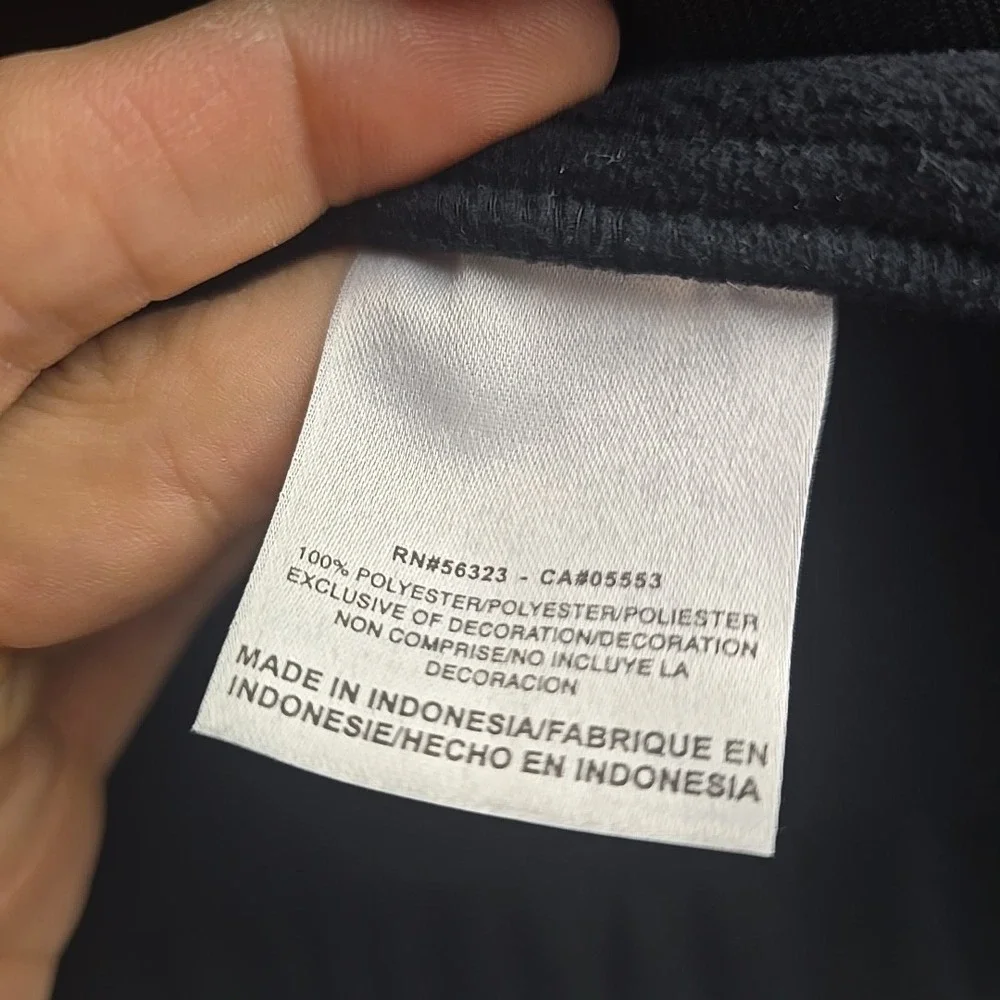 RN#56323 - CA#05553
100% POLYESTER/POLYESTER/POLIESTER
EXCLUSIVE OF DECORATION/DECORATION
NON COMPRISE/NO INCLUYE LA
DECORACION
MADE IN INDONESIA/FABRIQUE EN
INDONESIE/HECHO EN INDONESIA